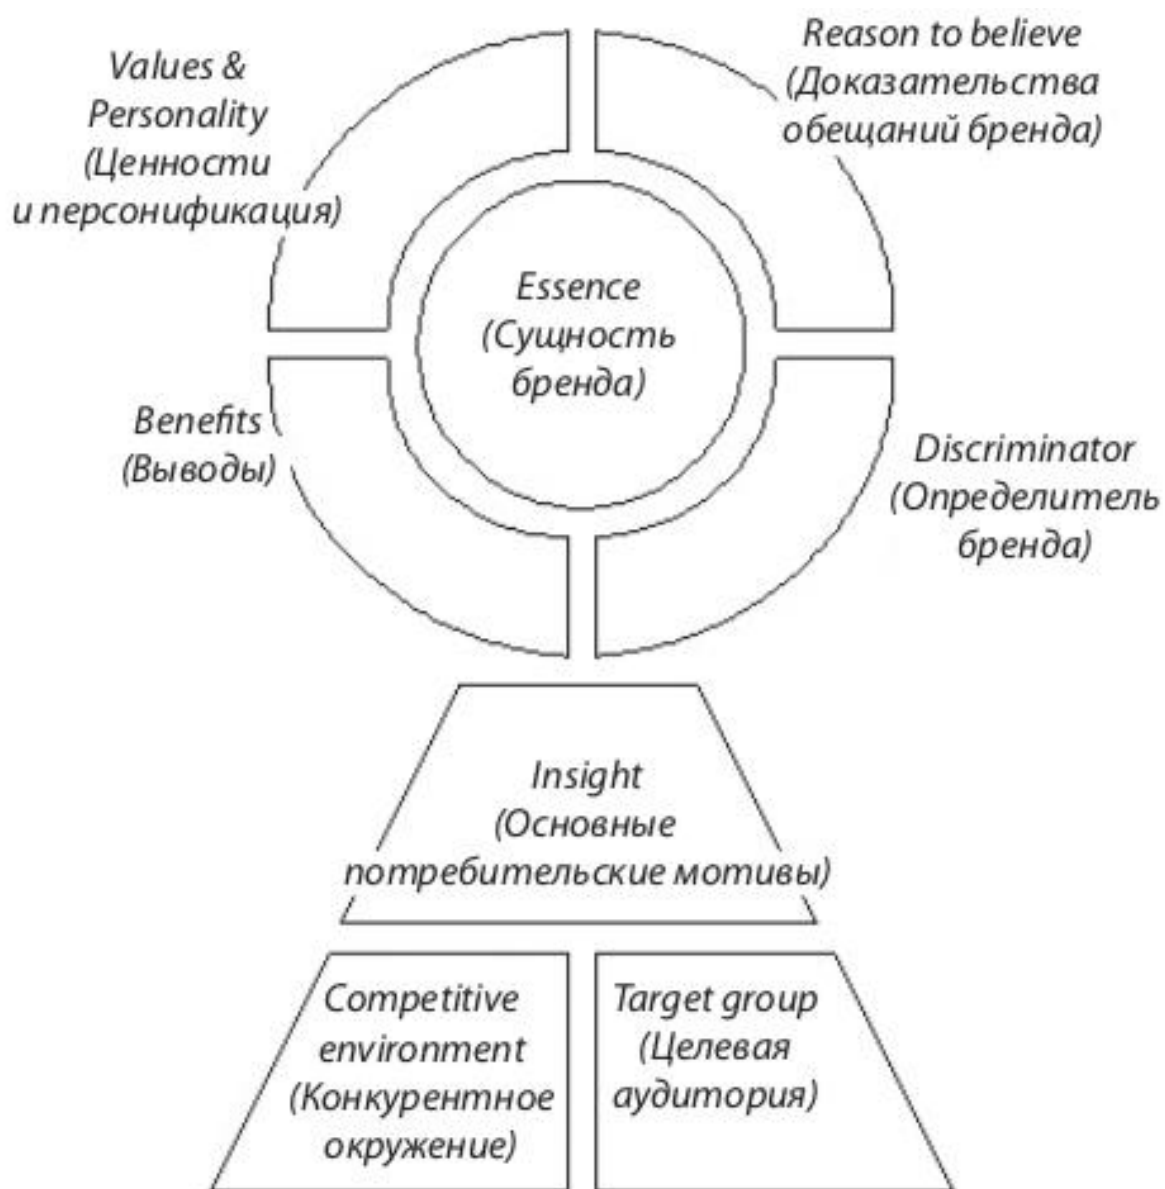 Values &
Personality
(Ценности
и персонификация)
Reason to believe
(Доказательства
обещаний бренда)
Essence
(Сущность
бренда)
Benefits
(Выводы)
Discriminator
(Определитель
бренда)
Insight
(Основные
потребительские мотивы)
Competitive
environment
(Конкурентное
окружение)
Target group
(Целевая
аудитория)